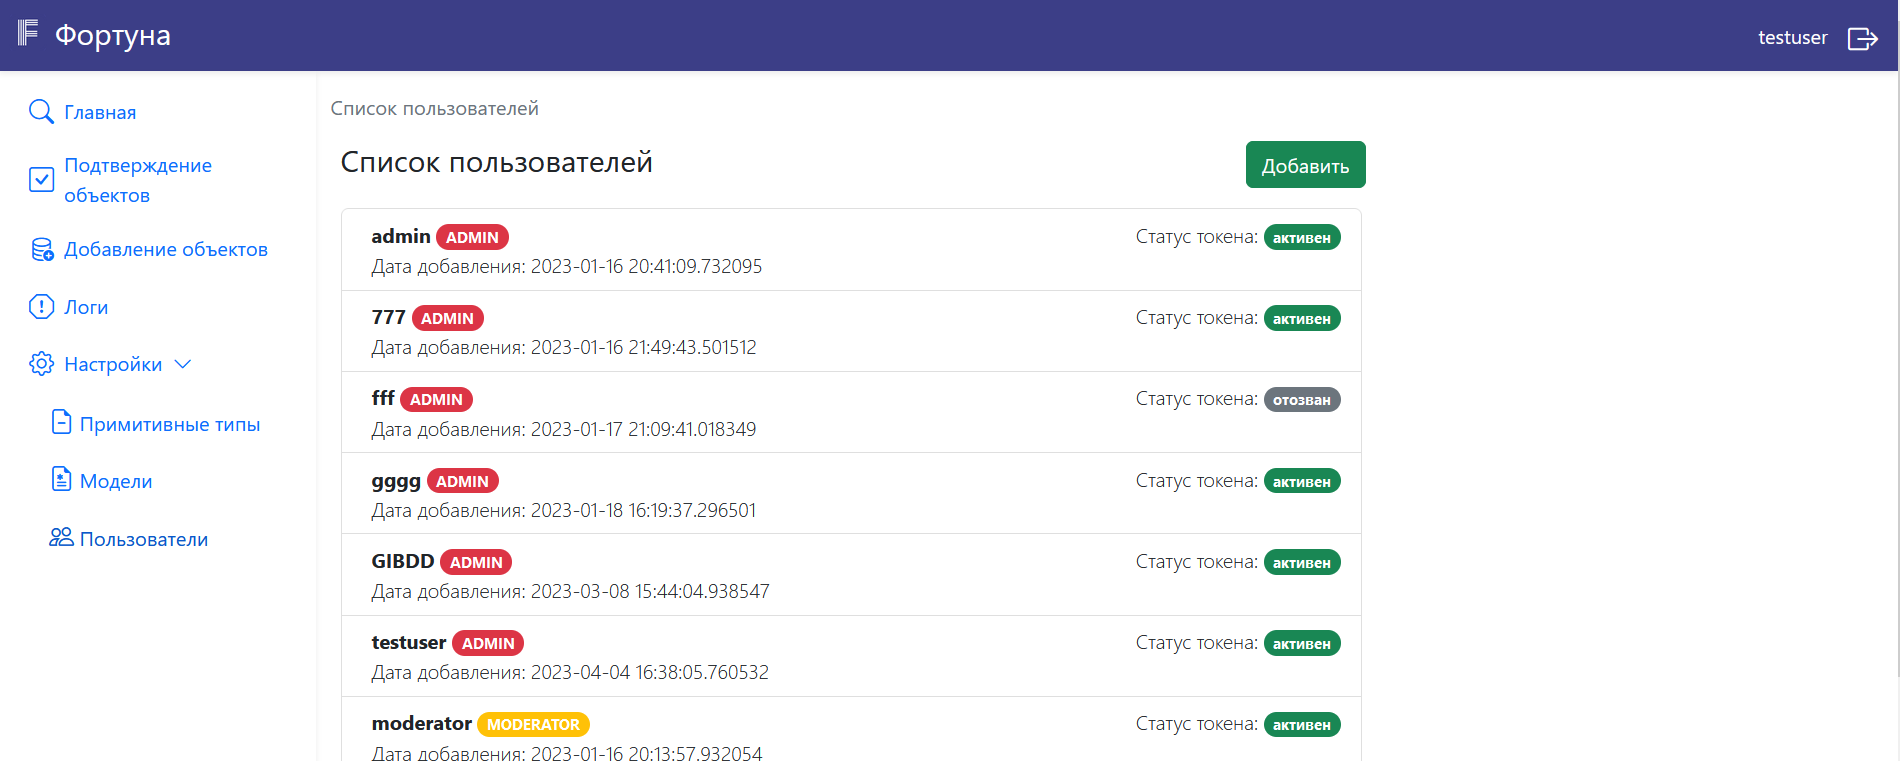 Фортуна
testuser
Главная
Подтверждение
объектов
Добавление объектов
Логи
Настройки
Примитивные типы
Модели
Пользователи
Список пользователей
Список пользователей
Добавить
admin ADMIN Статус токена: активен
Дата добавления: 2023-01-16 20:41:09.732095
777 ADMIN Статус токена: активен
Дата добавления: 2023-01-16 21:49:43.501512
fff ADMIN Статус токена: отозван
Дата добавления: 2023-01-17 21:09:41.018349
gggg ADMIN Статус токена: активен
Дата добавления: 2023-01-18 16:19:37.296501
GIBDD ADMIN Статус токена: активен
Дата добавления: 2023-03-08 15:44:04.938547
testuser ADMIN Статус токена: активен
Дата добавления: 2023-04-04 16:38:05.760532
moderator MODERATOR Статус токена: активен
Дата добавления: 2023-01-16 20:13:57.932054